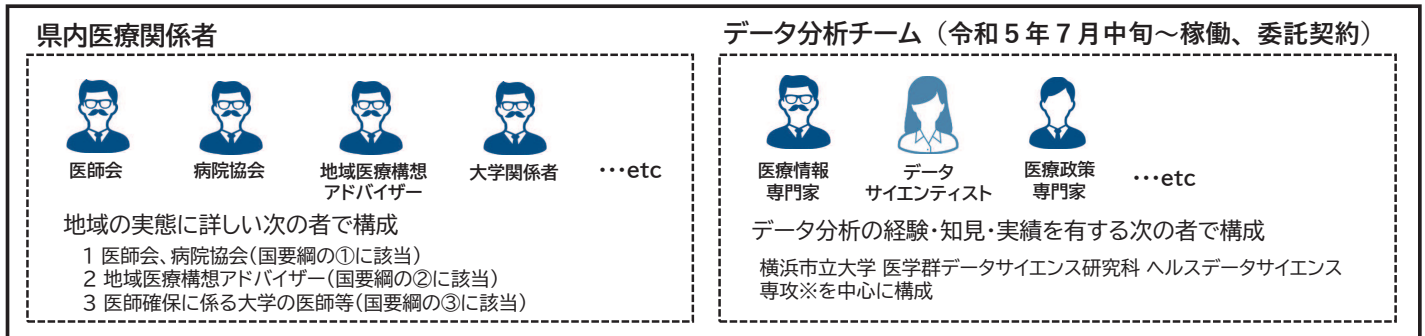 県内医療関係者
医師会
病院協会
地域医療構想
アドバイザー
大学関係者
…etc
地域の実態に詳しい次の者で構成
1 医師会、病院協会(国要綱の①に該当)
2 地域医療構想アドバイザー(国要綱の②に該当)
3 医師確保に係る大学の医師等(国要綱の③に該当)
データ分析チーム（令和５年７月中旬～稼働、委託契約）
医療情報
専門家
データ
サイエンティスト
医療政策
専門家
…etc
データ分析の経験・知見・実績を有する次の者で構成
横浜市立大学 医学群データサイエンス研究科 ヘルスデータサイエンス
専攻※を中心に構成